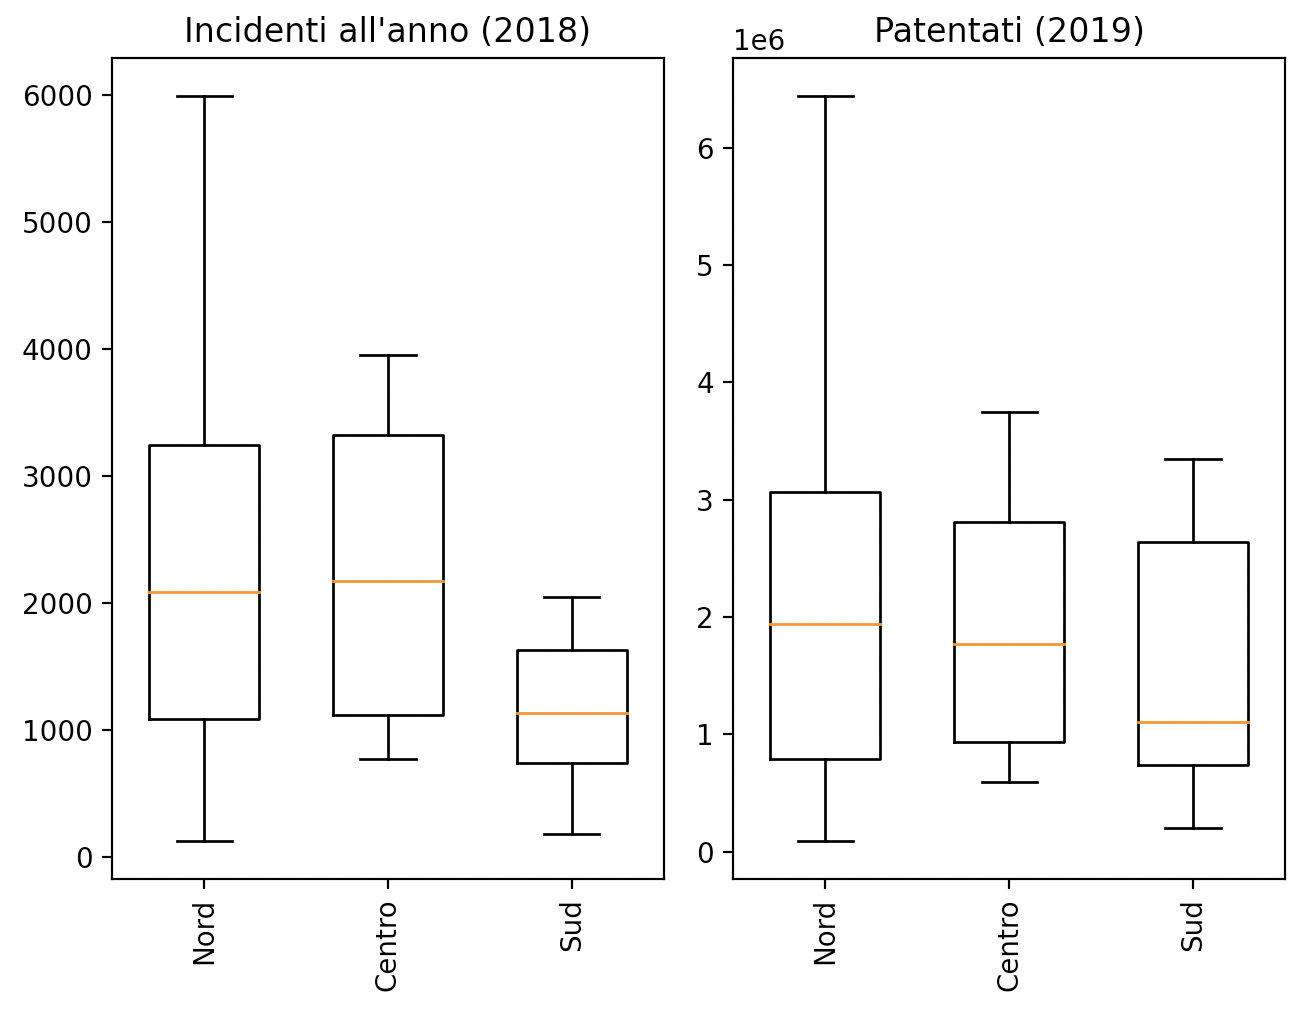 Incidenti all'anno (2018)
6000
5000
4000
3000
2000
1000
0
Nord
Centro
Sud
Patentati (2019)
1e6
6
5
4
3
2
1
0
Nord
Centro
Sud